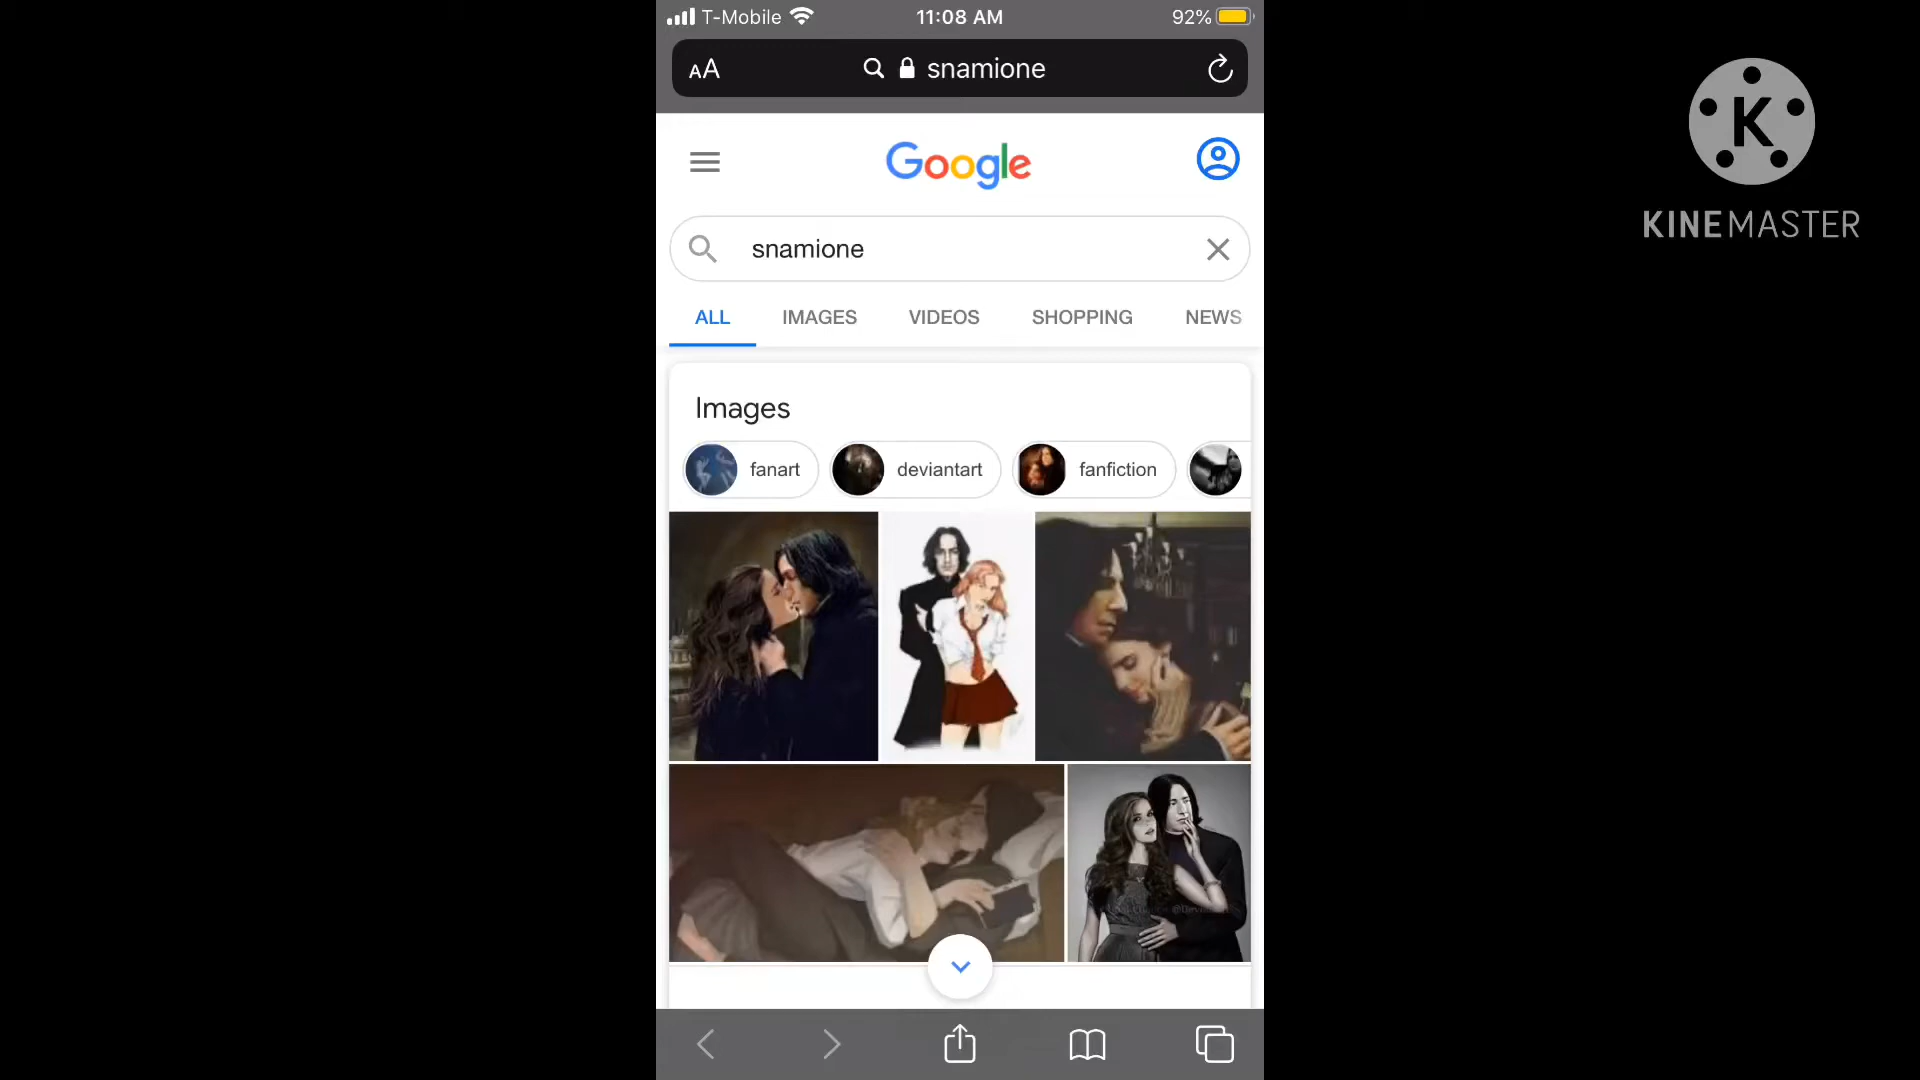 T-Mobile 11:08 AM 92%
AA snamione
Google
snamione
ALL IMAGES VIDEOS SHOPPING NEWS
Images
fanart deviantart fanfiction
K
KINEMASTER